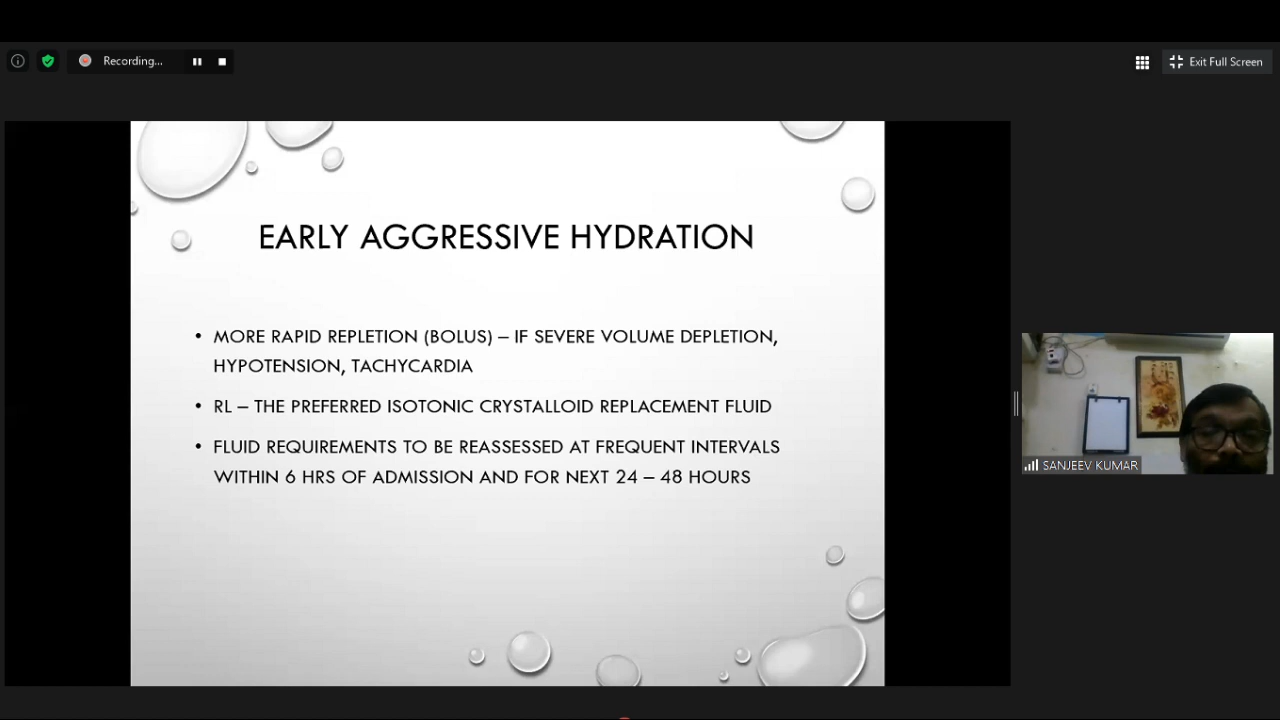 Recording...
Exit Full Screen
EARLY AGGRESSIVE HYDRATION
• MORE RAPID REPLETION (BOLUS) – IF SEVERE VOLUME DEPLETION,
HYPOTENSION, TACHYCARDIA
• RL – THE PREFERRED ISOTONIC CRYSTALLOID REPLACEMENT FLUID
• FLUID REQUIREMENTS TO BE REASSESSED AT FREQUENT INTERVALS
WITHIN 6 HRS OF ADMISSION AND FOR NEXT 24 – 48 HOURS
SANJEEV KUMAR